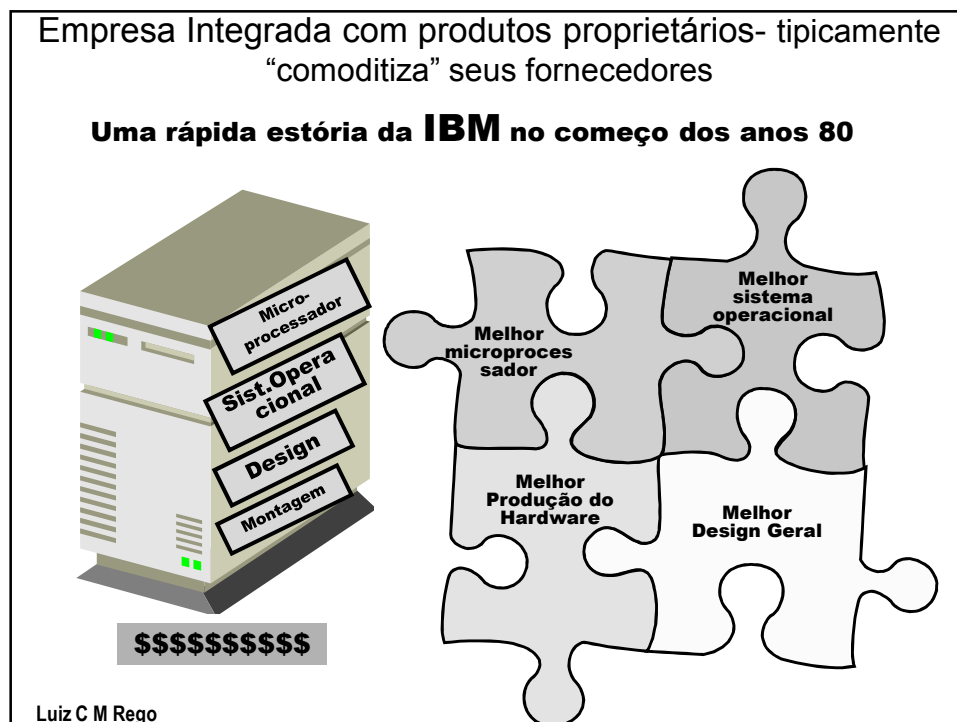 Empresa Integrada com produtos proprietários- tipicamente
“comoditiza” seus fornecedores
Uma rápida estória da IBM no começo dos anos 80
Micro-
processador
Sist.Opera
cional
Design
Montagem
$$$$$$$$$$
Melhor
microproces
sador
Melhor
sistema
operacional
Melhor
Produção do
Hardware
Melhor
Design Geral
Luiz C M Rego